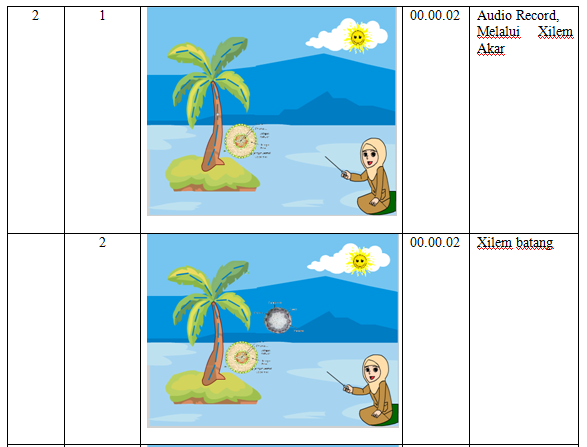 2
1
00.00.02
Audio Record,
Melalui Xilem
Akar
2
00.00.02
Xilem batang